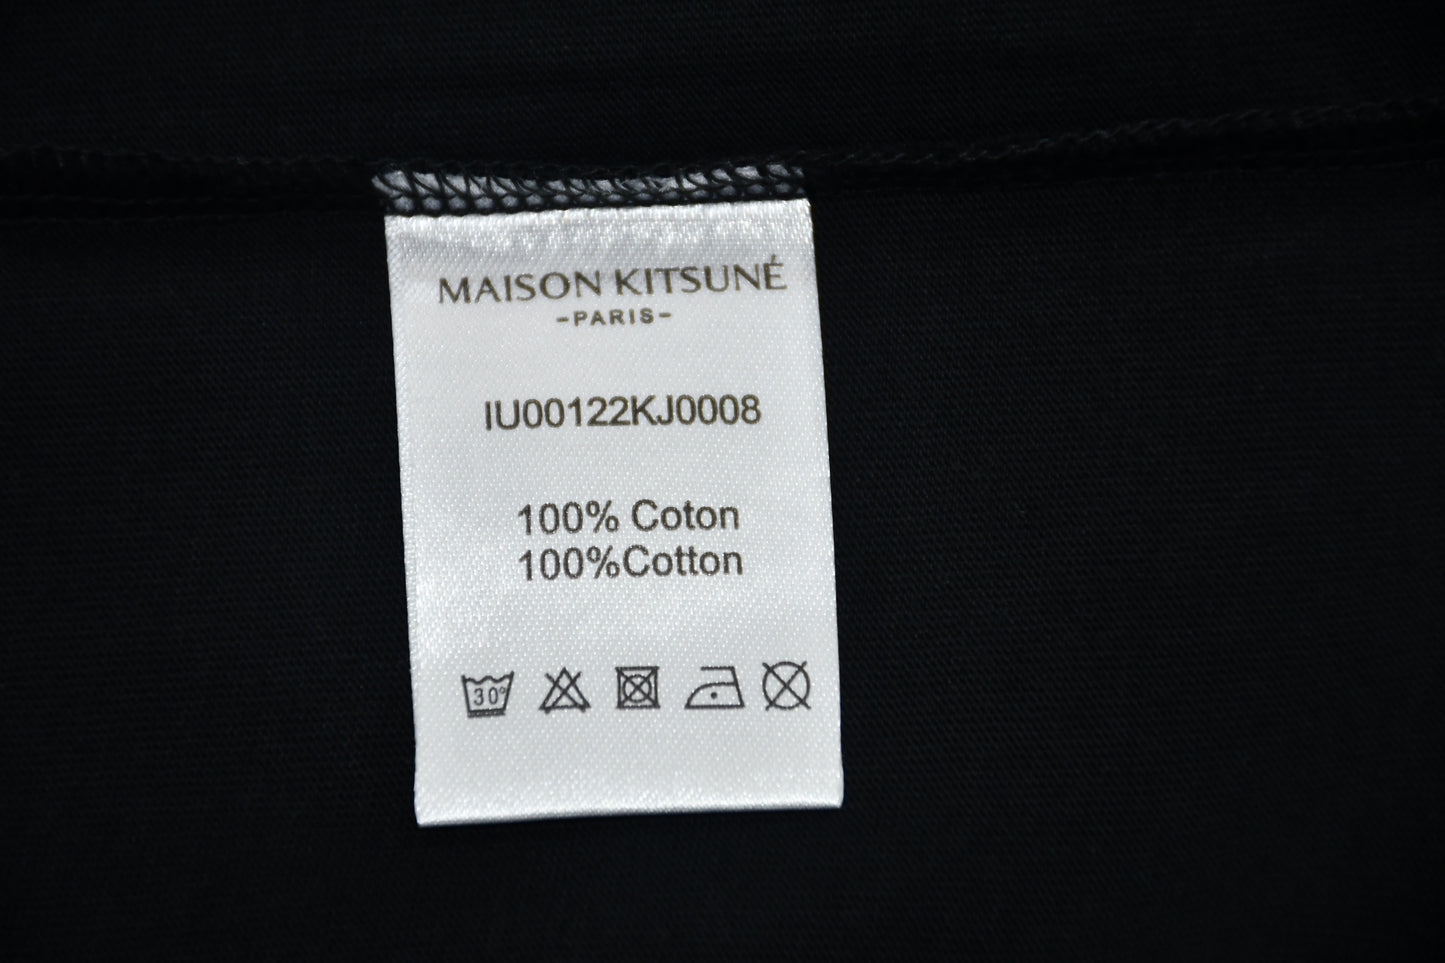 MAISON KITSUNÉ
-PARIS-
IU00122KJ0008
100% Coton
100%Cotton
30°